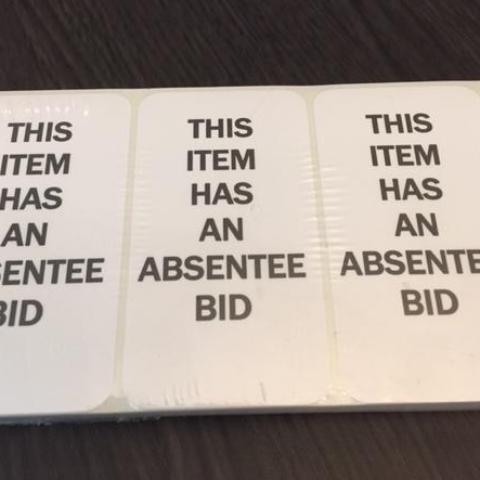 THIS
ITEM
HAS
AN
SENTEE
BID
THIS
ITEM
HAS
AN
ABSENTEE
BID
THIS
ITEM
HAS
AN
ABSENTE
BID